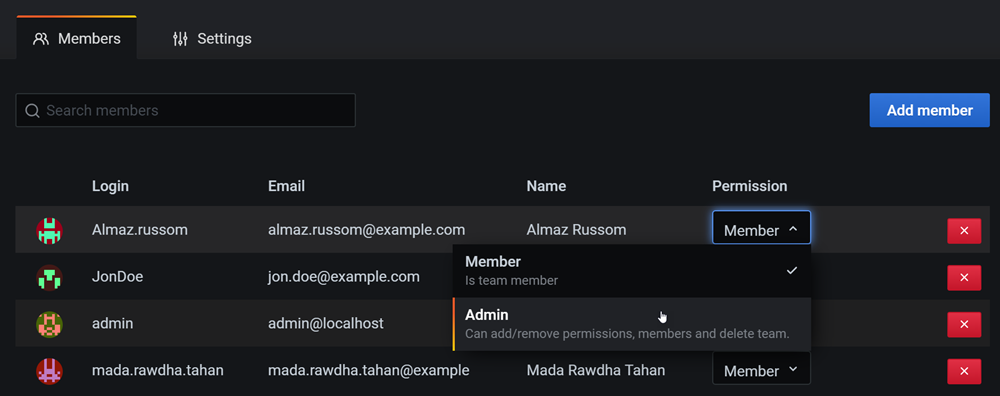 Members Settings
Search members Add member
Login Email Name Permission
Almaz.russom almaz.russom@example.com Almaz Russom Member
JonDoe jon.doe@example.com
Member
Is team member
admin admin@localhost
Admin
Can add/remove permissions, members and delete team.
mada.rawdha.tahan mada.rawdha.tahan@example Mada Rawdha Tahan Member